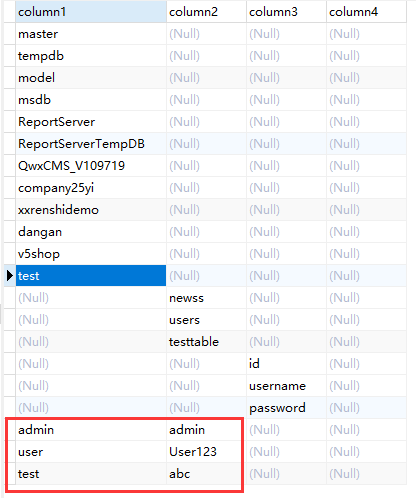 column1 column2 column3 column4
master (Null) (Null) (Null)
tempdb (Null) (Null) (Null)
model (Null) (Null) (Null)
msdb (Null) (Null) (Null)
ReportServer (Null) (Null) (Null)
ReportServerTempDB (Null) (Null) (Null)
QwxCMS_V109719 (Null) (Null) (Null)
company25yi (Null) (Null) (Null)
xxrenshidemo (Null) (Null) (Null)
dangan (Null) (Null) (Null)
v5shop (Null) (Null) (Null)
test (Null) (Null) (Null)
(Null) newss (Null) (Null)
(Null) users (Null) (Null)
(Null) testtable (Null) (Null)
(Null) (Null) id (Null)
(Null) (Null) username (Null)
(Null) (Null) password (Null)
admin admin (Null) (Null)
user User123 (Null) (Null)
test abc (Null) (Null)